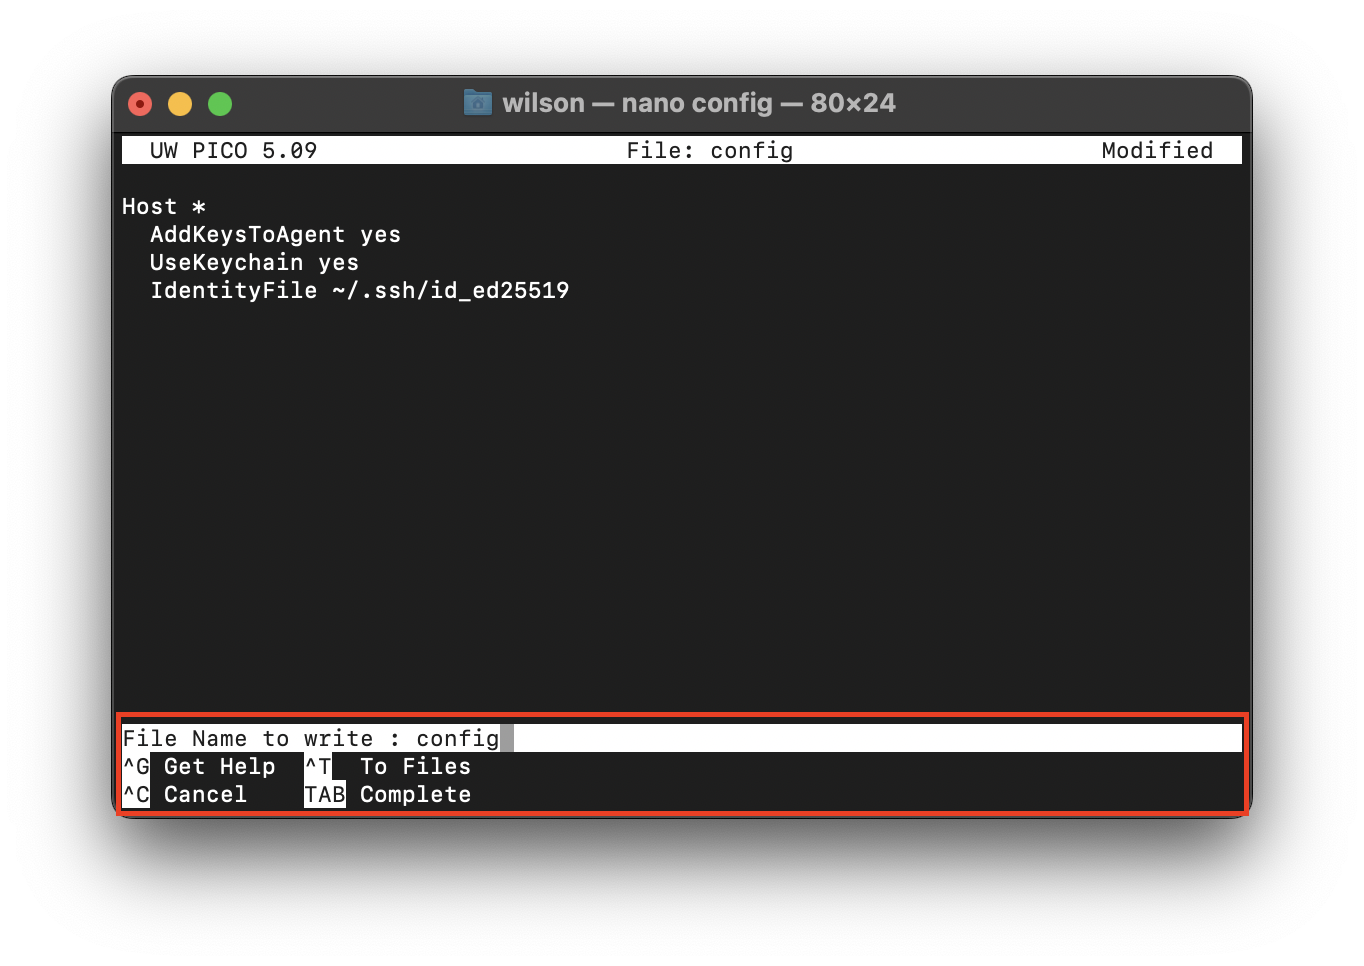 wilson — nano config — 80×24
UW PICO 5.09 File: config Modified
Host *
AddKeysToAgent yes
UseKeychain yes
IdentityFile ~/.ssh/id_ed25519
File Name to write : config
^G Get Help ^T To Files
^C Cancel TAB Complete